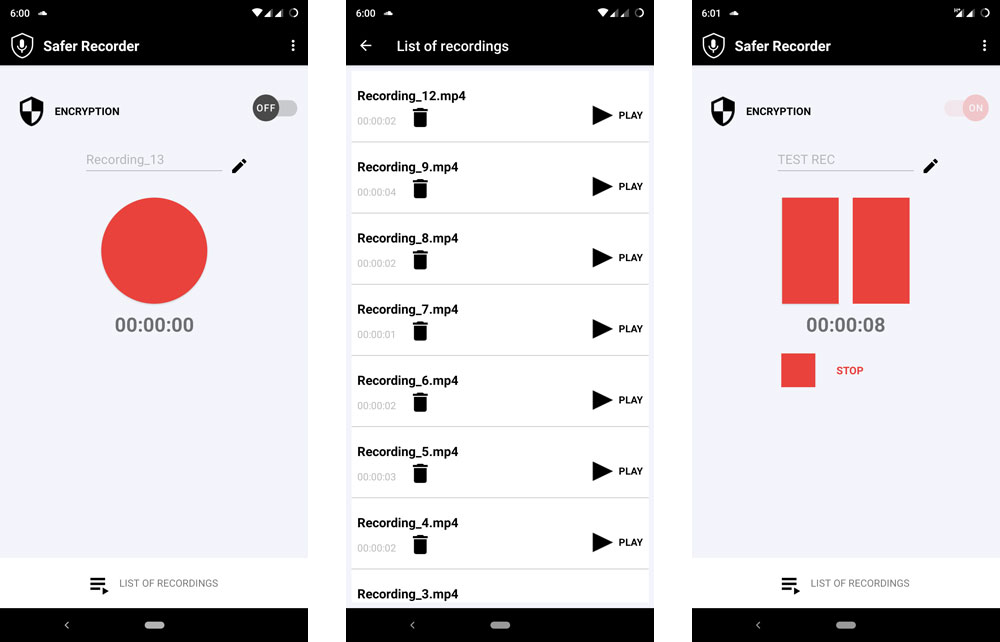 6:00
Safer Recorder
ENCRYPTION
OFF
Recording_13
00:00:00
LIST OF RECORDINGS
6:00
List of recordings
Recording_12.mp4
00:00:02
PLAY
Recording_9.mp4
00:00:04
PLAY
Recording_8.mp4
00:00:02
PLAY
Recording_7.mp4
00:00:01
PLAY
Recording_6.mp4
00:00:02
PLAY
Recording_5.mp4
00:00:03
PLAY
Recording_4.mp4
00:00:02
PLAY
Recording_3.mp4
6:01
Safer Recorder
ENCRYPTION
ON
TEST REC
00:00:08
STOP
LIST OF RECORDINGS